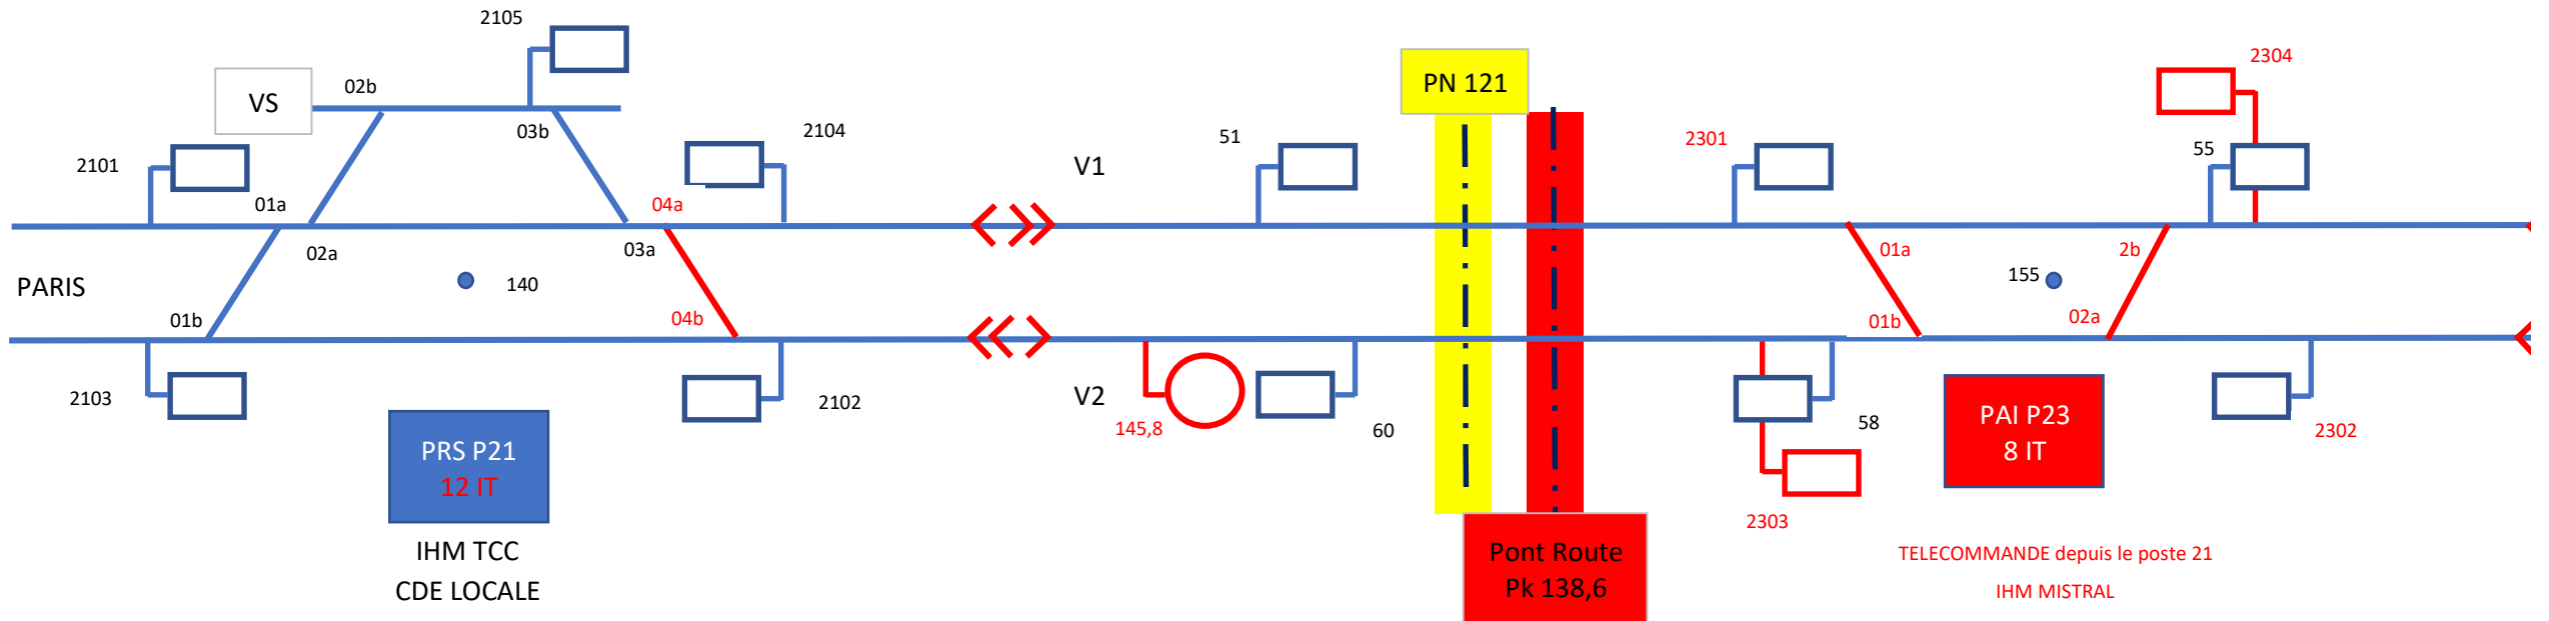 2105
VS
02b
03b
PN 121
2304
2101
01a
2104
51
2301
55
V1
04a
02a
03a
01a
2b
PARIS
140
155
01b
04b
01b
02a
2103
2102
V2
145,8
60
58
2302
PRS P21
12 IT
PAI P23
8 IT
2303
IHM TCC
CDE LOCALE
Pont Route
Pk 138,6
TELECOMMANDE depuis le poste 21
IHM MISTRAL